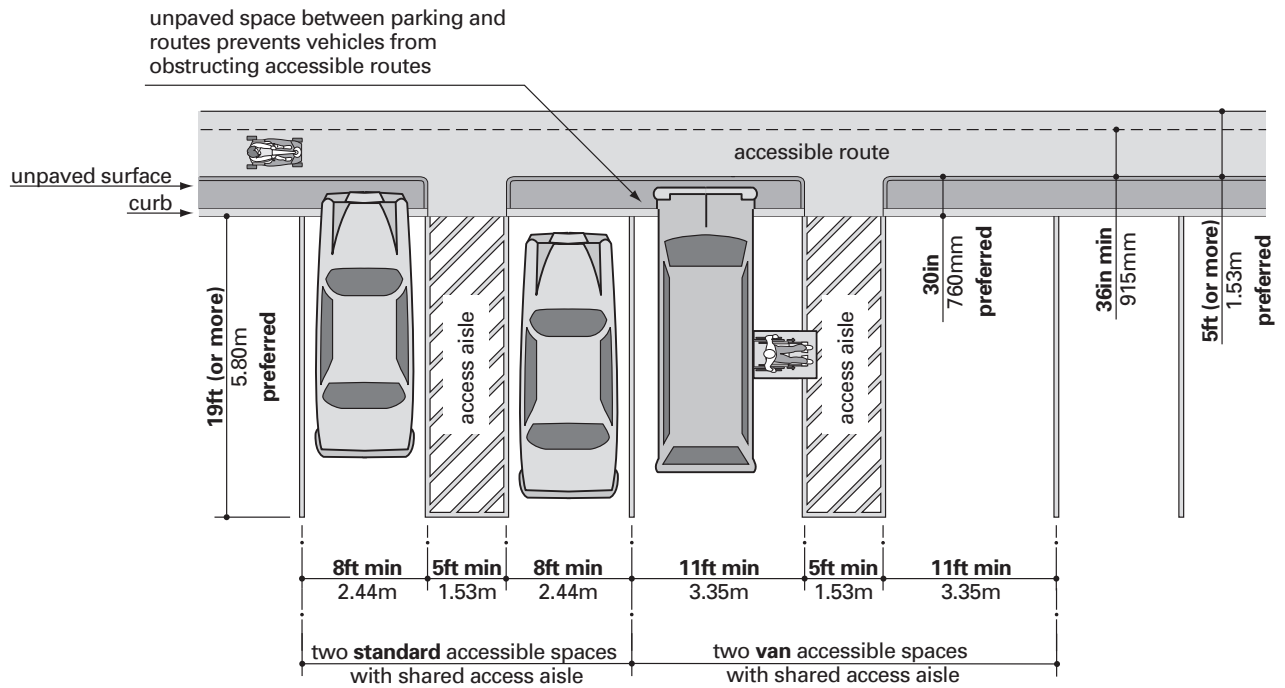 unpaved space between parking and
routes prevents vehicles from
obstructing accessible routes
accessible route
unpaved surface
curb
19ft (or more)
5.80m
preferred
access aisle
access aisle
30in
760mm
preferred
36in min
915mm
5ft (or more)
1.53m
preferred
8ft min
2.44m
5ft min
1.53m
8ft min
2.44m
11ft min
3.35m
5ft min
1.53m
11ft min
3.35m
two standard accessible spaces
with shared access aisle
two van accessible spaces
with shared access aisle